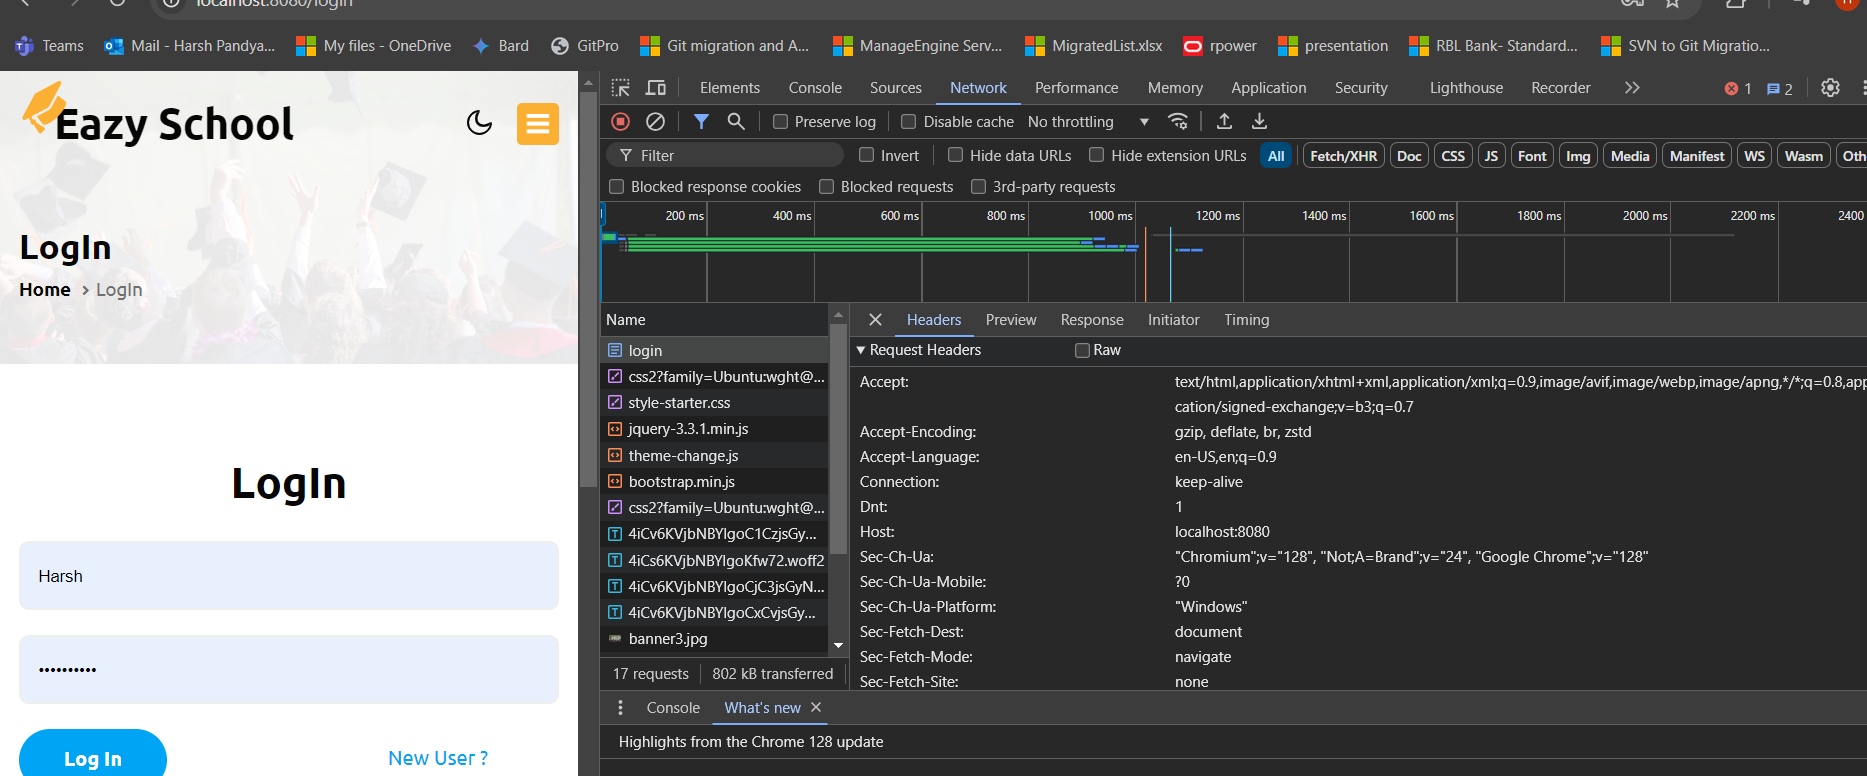 localhost:8080/login
Teams
Mail - Harsh Pandya...
My files - OneDrive
Bard
GitPro
Git migration and A...
ManageEngine Serv...
MigratedList.xlsx
rpower
presentation
RBL Bank- Standard...
SVN to Git Migratio...
Eazy School
LogIn
Home > LogIn
LogIn
Harsh
••••••••••
Log In
New User ?
Elements Console Sources Network Performance Memory Application Security Lighthouse Recorder 1 2
Preserve log Disable cache No throttling
Filter Invert Hide data URLs Hide extension URLs All Fetch/XHR Doc CSS JS Font Img Media Manifest WS Wasm Oth
Blocked response cookies Blocked requests 3rd-party requests
200 ms 400 ms 600 ms 800 ms 1000 ms 1200 ms 1400 ms 1600 ms 1800 ms 2000 ms 2200 ms 2400
Name
login
css2?family=Ubuntu:wght@...
style-starter.css
jquery-3.3.1.min.js
theme-change.js
bootstrap.min.js
css2?family=Ubuntu:wght@...
4iCv6KVjbNBYlgoC1CzjsGy...
4iCs6KVjbNBYlgoKfw72.woff2
4iCv6KVjbNBYlgoCjC3jsGyN...
4iCv6KVjbNBYlgoCxCvjsGy...
banner3.jpg
17 requests 802 kB transferred
Headers Preview Response Initiator Timing
Request Headers Raw
Accept: text/html,application/xhtml+xml,application/xml;q=0.9,image/avif,image/webp,image/apng,*/*;q=0.8,app
cation/signed-exchange;v=b3;q=0.7
Accept-Encoding: gzip, deflate, br, zstd
Accept-Language: en-US,en;q=0.9
Connection: keep-alive
Dnt: 1
Host: localhost:8080
Sec-Ch-Ua: "Chromium";v="128", "Not;A=Brand";v="24", "Google Chrome";v="128"
Sec-Ch-Ua-Mobile: ?0
Sec-Ch-Ua-Platform: "Windows"
Sec-Fetch-Dest: document
Sec-Fetch-Mode: navigate
Sec-Fetch-Site: none
Console What's new
Highlights from the Chrome 128 update